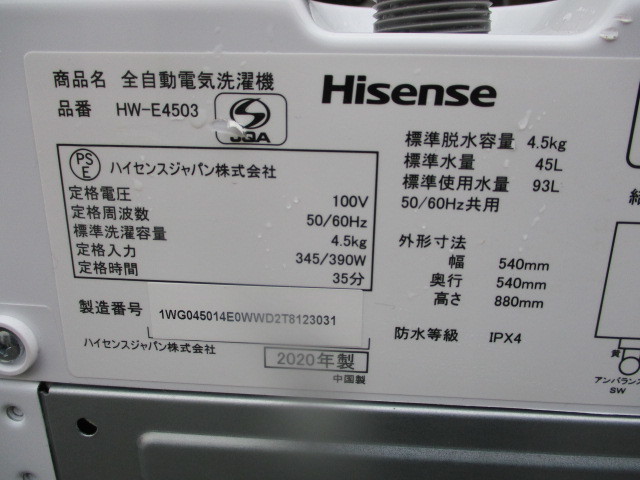 商品名 全自動電気洗濯機
品番 HW-E4503
JQA
Hisense
PS
E
ハイセンスジャパン株式会社
定格電圧 100V
定格周波数 50/60Hz
標準洗濯容量 4.5kg
定格入力 345/390W
定格時間 35分
製造番号 1WG045014E0WWD2T8123031
ハイセンスジャパン株式会社
2020年製
中国製
標準脱水容量 4.5kg
標準水量 45L
標準使用水量 93L
50/60Hz共用
外形寸法
幅 540mm
奥行 540mm
高さ 880mm
防水等級 IPX4
黄
アンバランス
SW